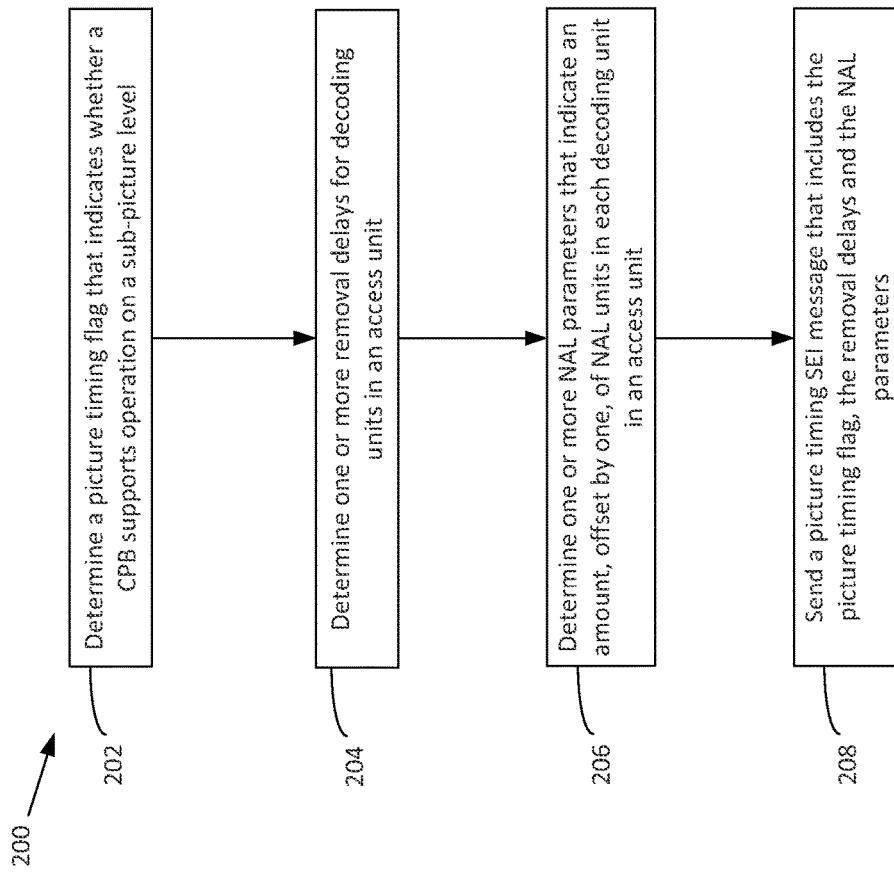 200
202
Determine a picture timing flag that indicates whether a
CPB supports operation on a sub-picture level
204
Determine one or more removal delays for decoding
units in an access unit
206
Determine one or more NAL parameters that indicate an
amount, offset by one, of NAL units in each decoding unit
in an access unit
208
Send a picture timing SEI message that includes the
picture timing flag, the removal delays and the NAL
parameters